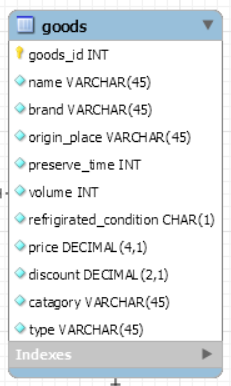 goods
goods_id INT
name VARCHAR(45)
brand VARCHAR(45)
origin_place VARCHAR(45)
preserve_time INT
volume INT
refrigirated_condition CHAR(1)
price DECIMAL(4,1)
discount DECIMAL(2,1)
catagory VARCHAR(45)
type VARCHAR(45)
Indexes